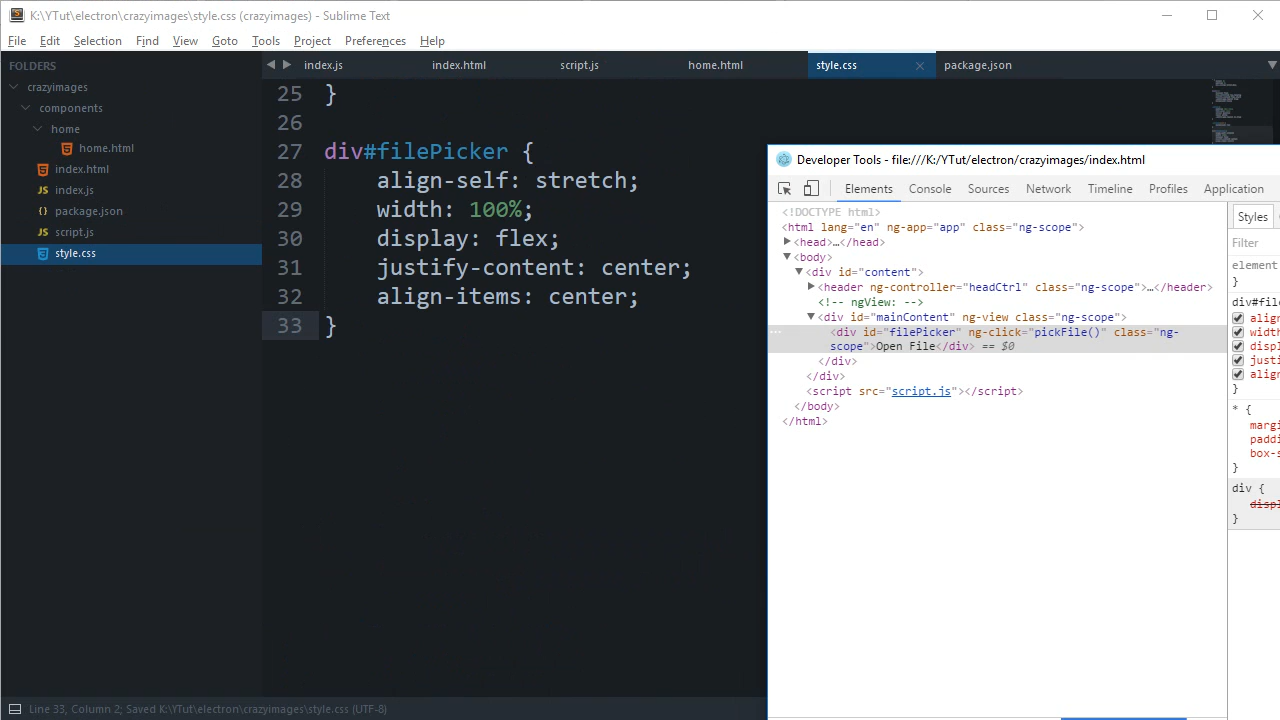 K:\YTut\electron\crazyimages\style.css (crazyimages) - Sublime Text
File Edit Selection Find View Goto Tools Project Preferences Help
FOLDERS
crazyimages
components
home
home.html
index.html
JS index.js
{} package.json
JS script.js
style.css
index.js index.html script.js home.html style.css package.json
25 }
26
27 div#filePicker {
28 align-self: stretch;
29 width: 100%;
30 display: flex;
31 justify-content: center;
32 align-items: center;
33 }
Developer Tools - file:///K:/YTut/electron/crazyimages/index.html
Elements Console Sources Network Timeline Profiles Application
<!DOCTYPE html>
<html lang="en" ng-app="app" class="ng-scope">
<head>…</head>
<body>
<div id="content">
<header ng-controller="headCtrl" class="ng-scope">…</header>
<!-- ngView: -->
<div id="mainContent" ng-view class="ng-scope">
<div id="filePicker" ng-click="pickFile()" class="ng-
scope">Open File</div> == $0
</div>
</div>
<script src="script.js"></script>
</body>
</html>
Styles
Filter
element
}
div#file
align
width
displ
justi
align
}
* {
margi
paddi
box-s
}
div {
displ
}
Line 33, Column 2; Saved K:\YTut\electron\crazyimages\style.css (UTF-8)